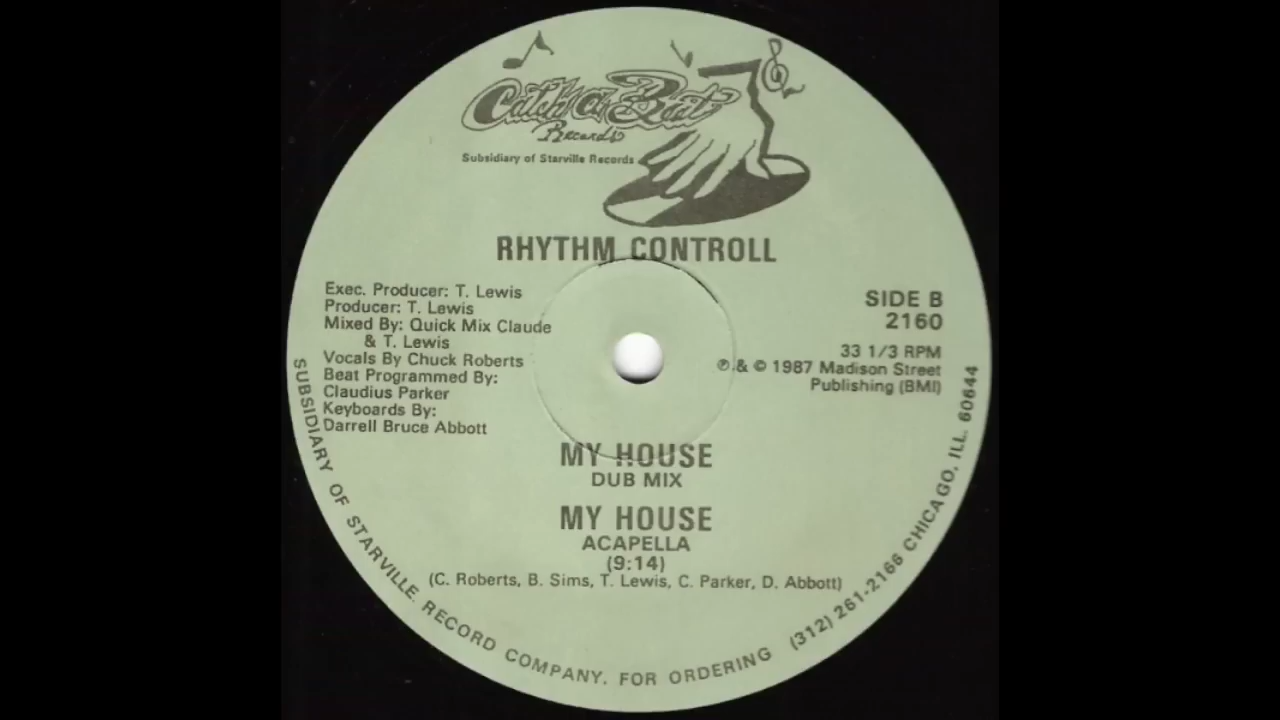 Catch a Beat
Records
Subsidiary of Starville Records
RHYTHM CONTROLL
Exec. Producer: T. Lewis
Producer: T. Lewis
Mixed By: Quick Mix Claude
& T. Lewis
Vocals By Chuck Roberts
Beat Programmed By:
Claudius Parker
Keyboards By:
Darrell Bruce Abbott
SIDE B
2160
33 1/3 RPM
℗ & © 1987 Madison Street
Publishing (BMI)
MY HOUSE
DUB MIX
MY HOUSE
ACAPELLA
(9:14)
(C. Roberts, B. Sims, T. Lewis, C. Parker, D. Abbott)
SUBSIDIARY OF STARVILLE RECORD COMPANY. FOR ORDERING (312) 261-2166 CHICAGO, ILL. 60644